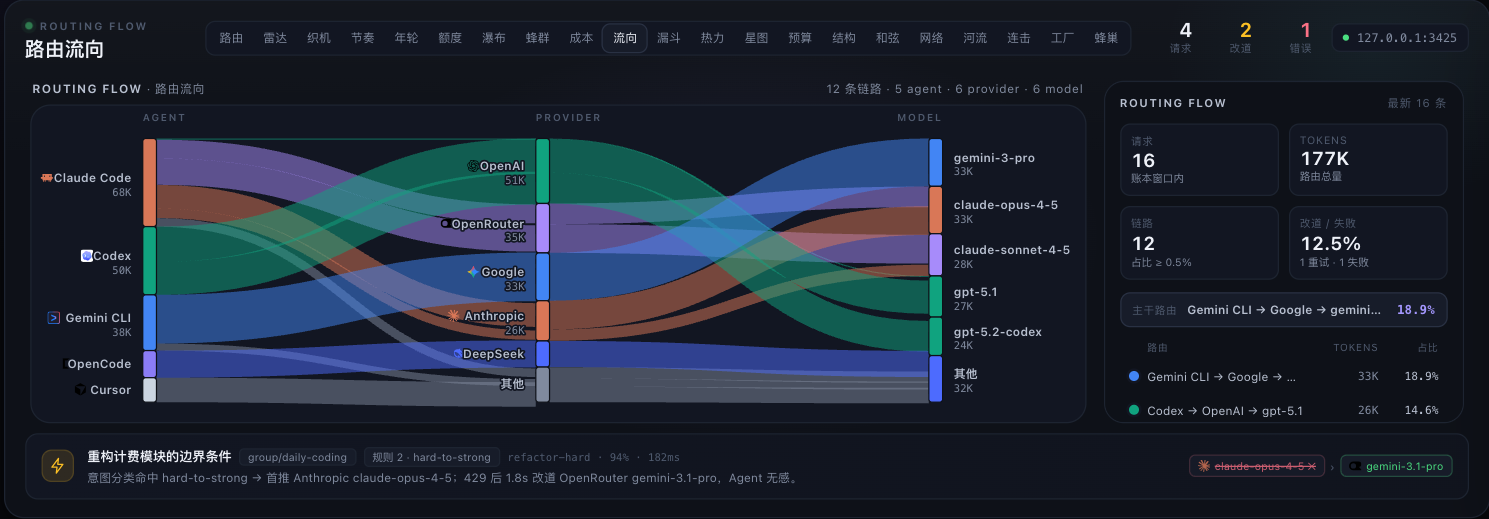 ROUTING FLOW
路由流向
路由 雷达 织机 节奏 年轮 额度 瀑布 蜂群 成本 流向 漏斗 热力 星图 预算 结构 和弦 网络 河流 连击 工厂 蜂巢
4 请求
2 改道
1 错误
127.0.0.1:3425
ROUTING FLOW · 路由流向
12 条链路 · 5 agent · 6 provider · 6 model
AGENT
PROVIDER
MODEL
Claude Code
68K
Codex
50K
Gemini CLI
38K
OpenCode
Cursor
OpenAI
51K
OpenRouter
35K
Google
33K
Anthropic
26K
DeepSeek
其他
gemini-3-pro
33K
claude-opus-4-5
33K
claude-sonnet-4-5
28K
gpt-5.1
27K
gpt-5.2-codex
24K
其他
32K
ROUTING FLOW
最新 16 条
请求
16
账本窗口内
TOKENS
177K
路由总量
链路
12
占比 ≥ 0.5%
改道 / 失败
12.5%
1 重试 · 1 失败
主干路由 Gemini CLI → Google → gemini... 18.9%
路由 TOKENS 占比
Gemini CLI → Google → ... 33K 18.9%
Codex → OpenAI → gpt-5.1 26K 14.6%
重构计费模块的边界条件 group/daily-coding 规则 2 · hard-to-strong refactor-hard · 94% · 182ms
意图分类命中 hard-to-strong → 首推 Anthropic claude-opus-4-5；429 后 1.8s 改道 OpenRouter gemini-3.1-pro，Agent 无感。
claude-opus-4-5 ✕ › gemini-3.1-pro